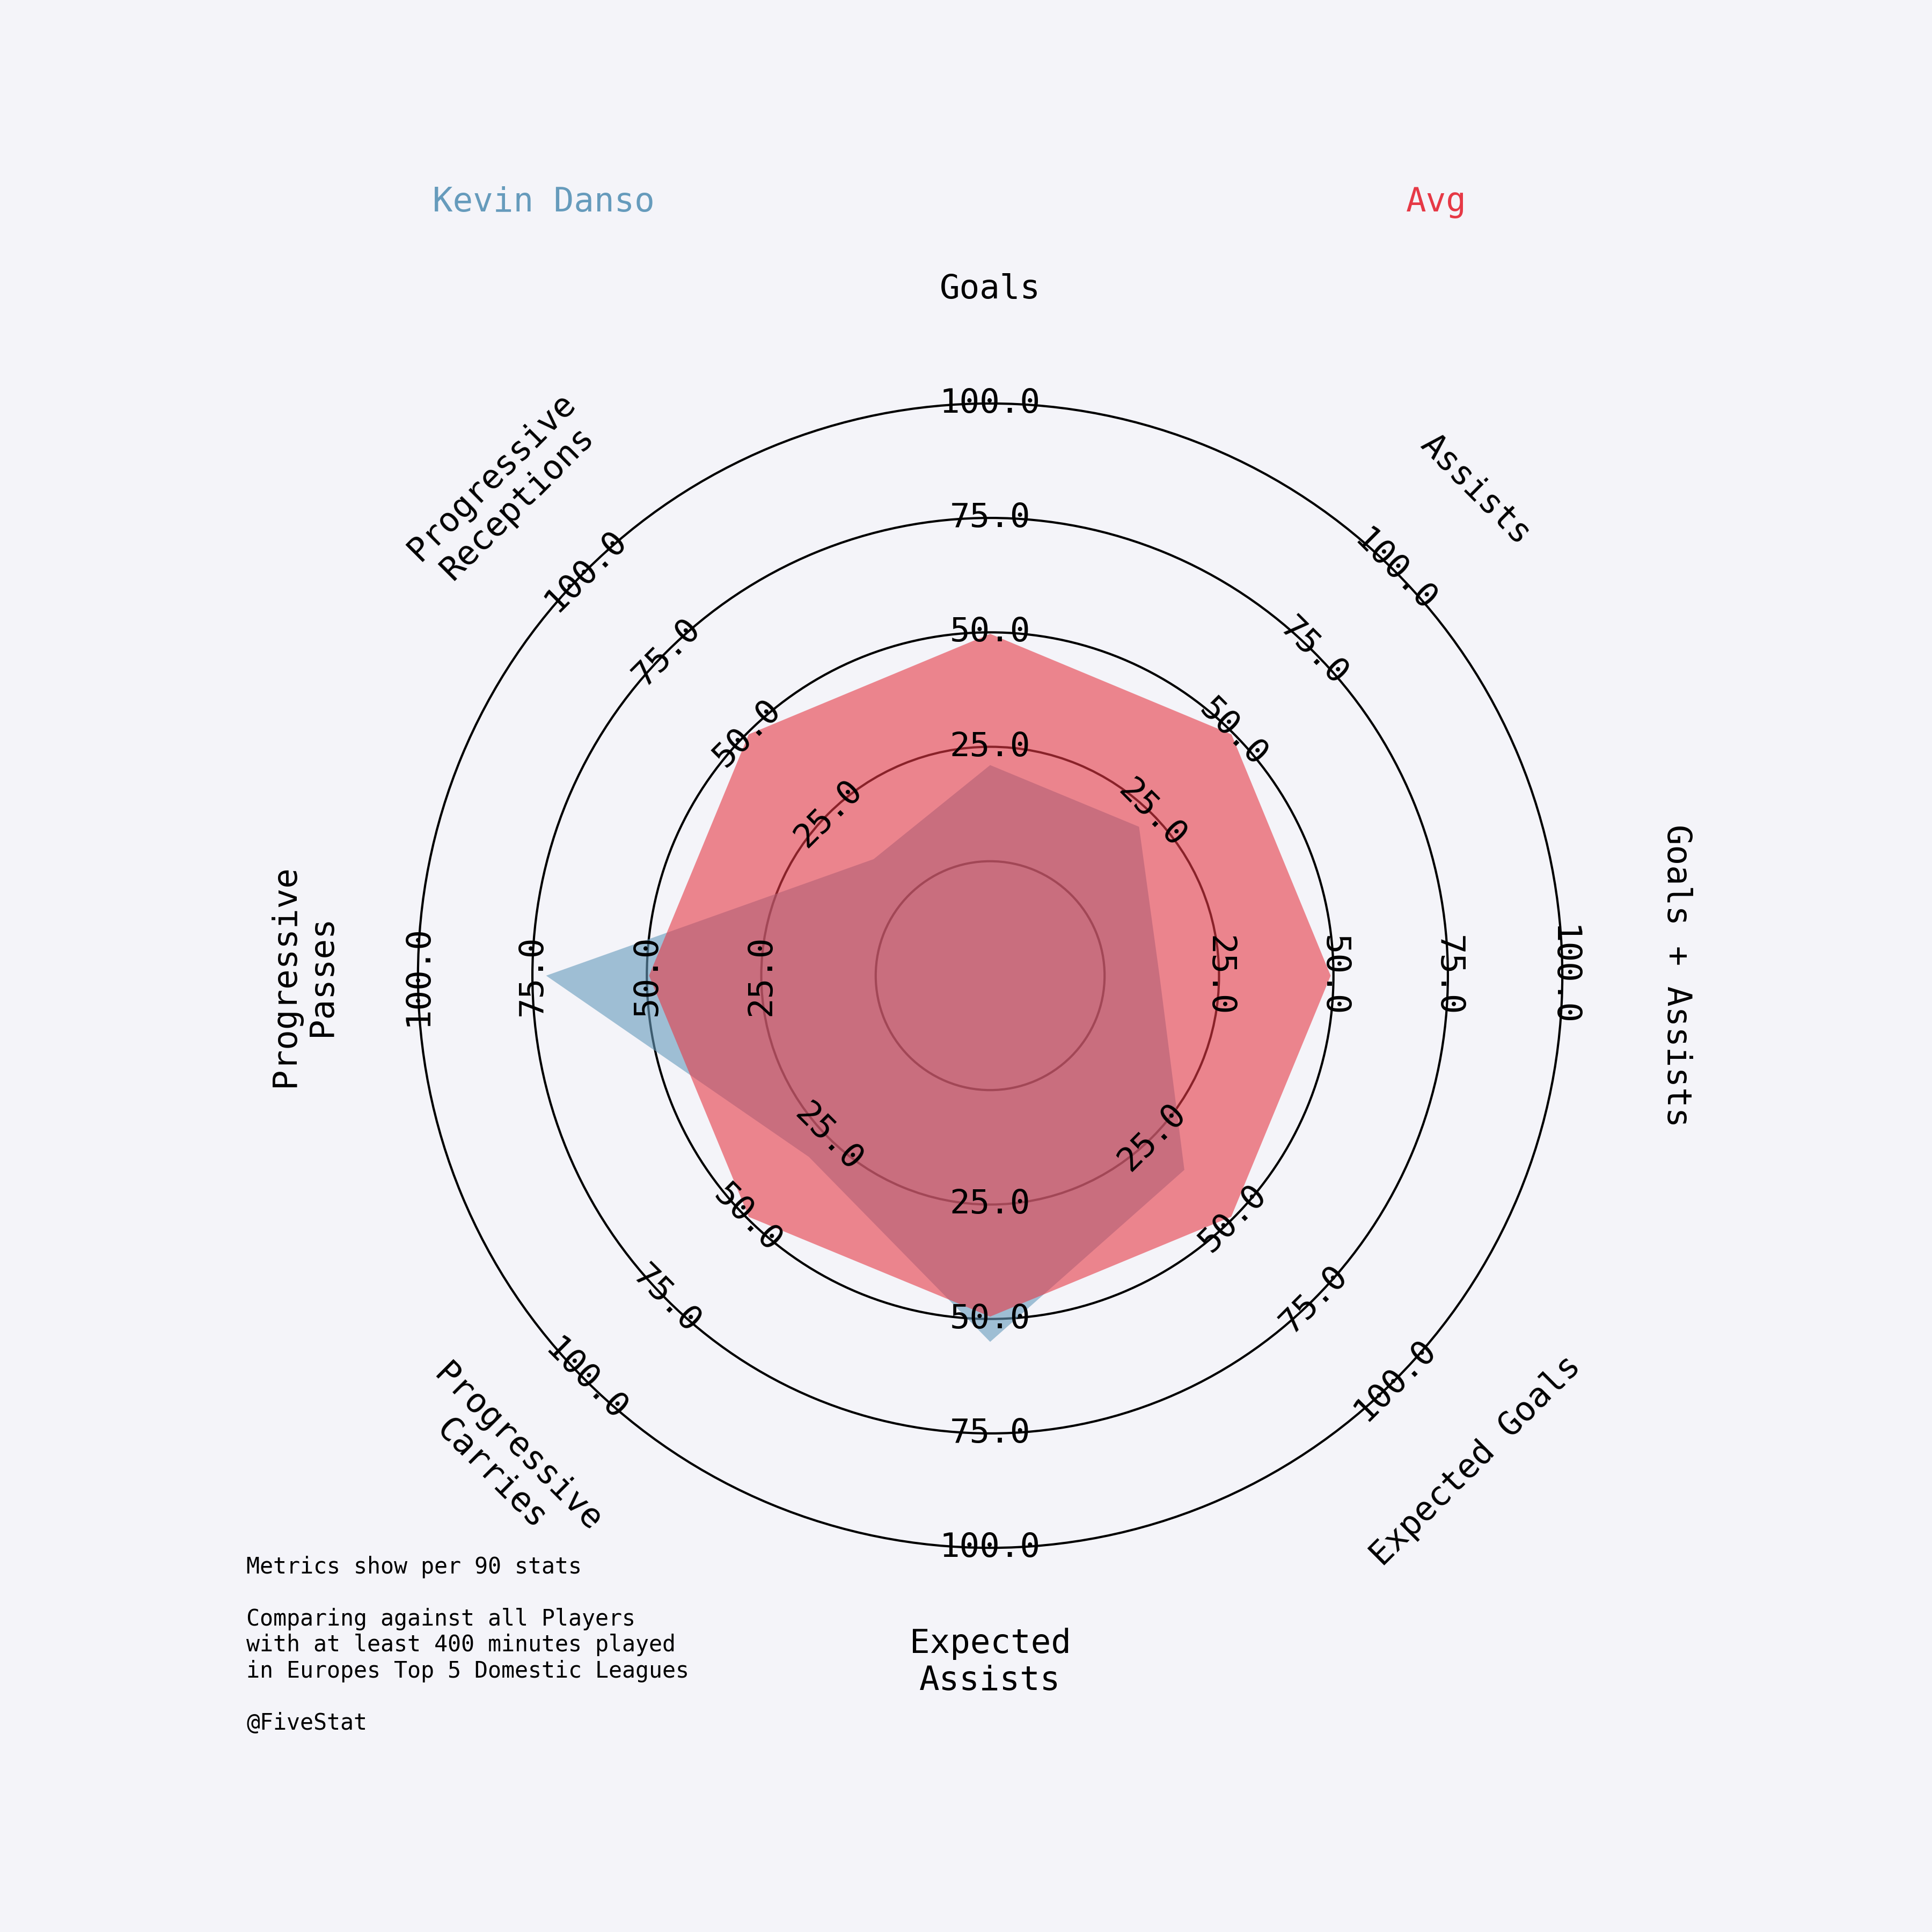 Kevin Danso
Avg
Goals
Assists
Goals + Assists
Expected Goals
Expected
Assists
Progressive
Carries
Progressive
Passes
Progressive
Receptions
25.0
50.0
75.0
100.0
25.0
50.0
75.0
100.0
25.0
50.0
75.0
100.0
25.0
50.0
75.0
100.0
25.0
50.0
75.0
100.0
25.0
50.0
75.0
100.0
25.0
50.0
75.0
100.0
25.0
50.0
75.0
100.0
Metrics show per 90 stats
Comparing against all Players
with at least 400 minutes played
in Europes Top 5 Domestic Leagues
@FiveStat